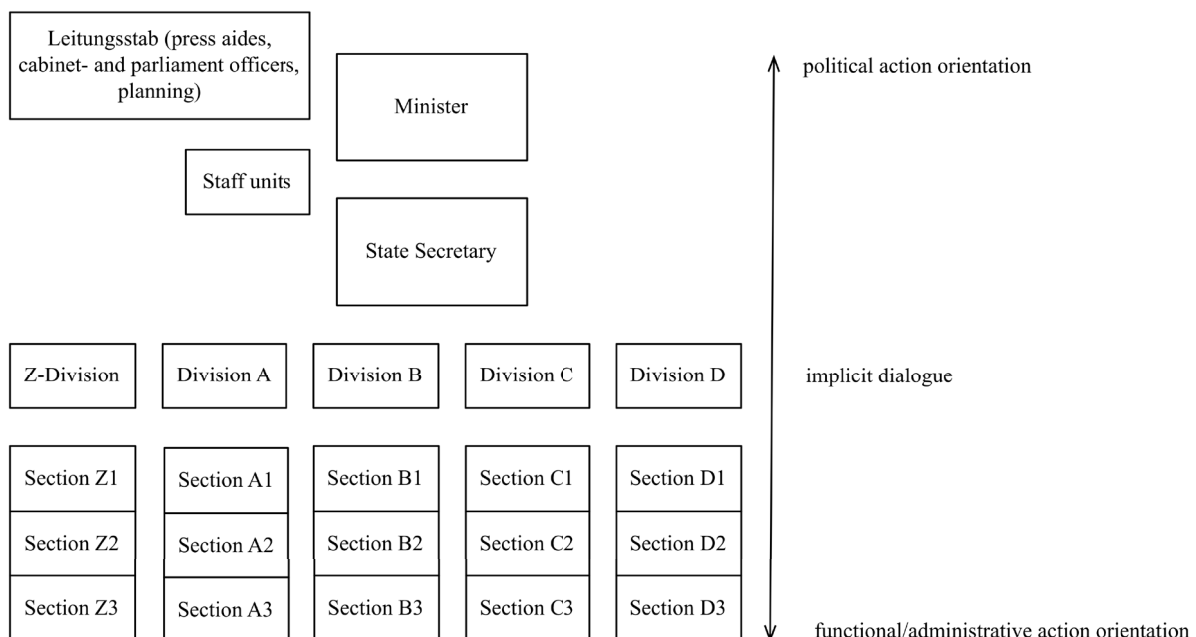 Leitungsstab (press aides,
cabinet- and parliament officers,
planning)
political action orientation
Minister
Staff units
State Secretary
Z-Division
Division A
Division B
Division C
Division D
implicit dialogue
Section Z1
Section A1
Section B1
Section C1
Section D1
Section Z2
Section A2
Section B2
Section C2
Section D2
Section Z3
Section A3
Section B3
Section C3
Section D3
functional/administrative action orientation